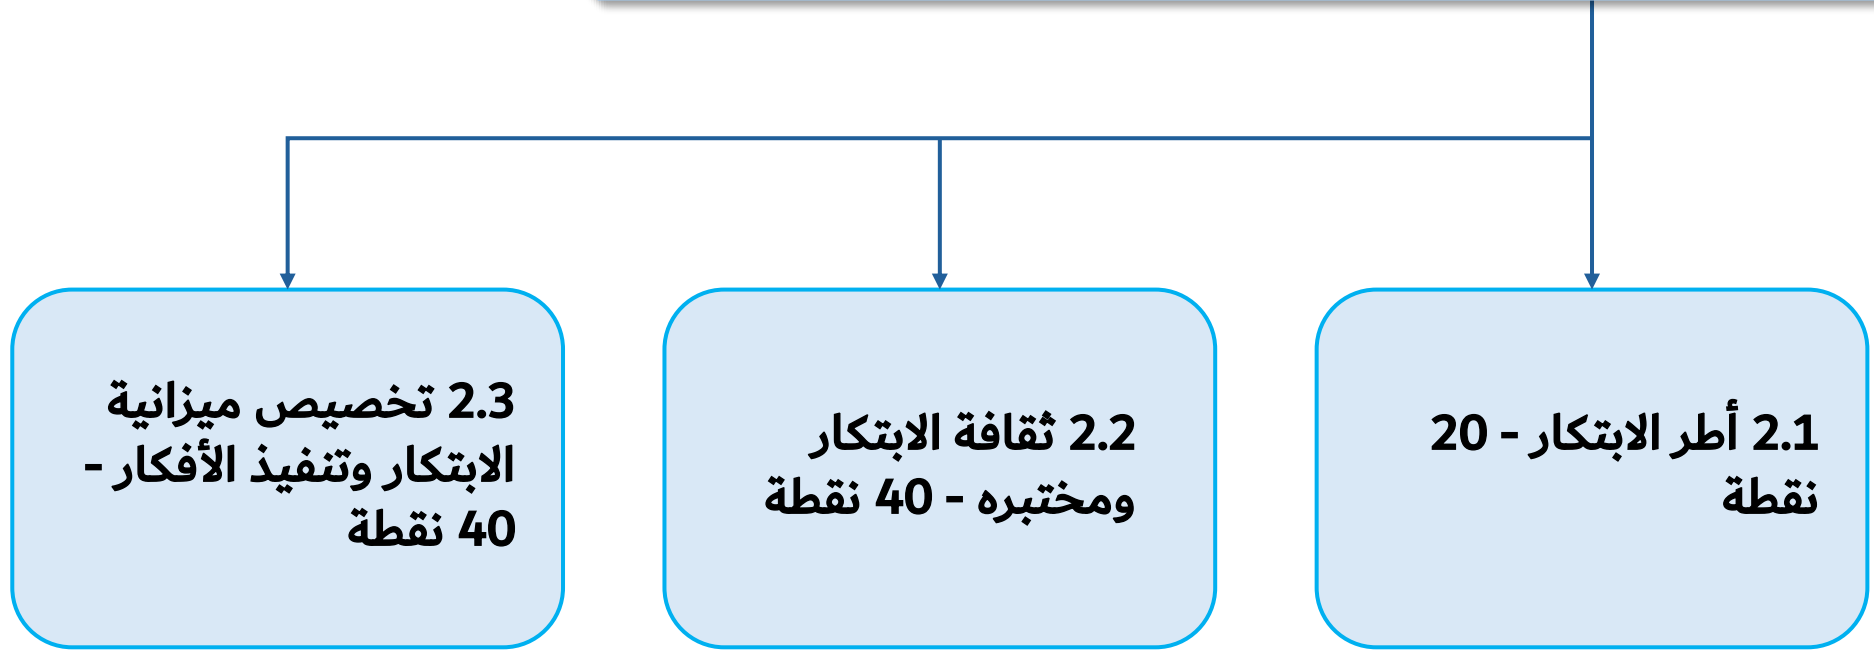 2.1 أطر الابتكار - 20
نقطة
2.2 ثقافة الابتكار
ومختبره - 40 نقطة
2.3 تخصيص ميزانية
الابتكار وتنفيذ الأفكار -
40 نقطة